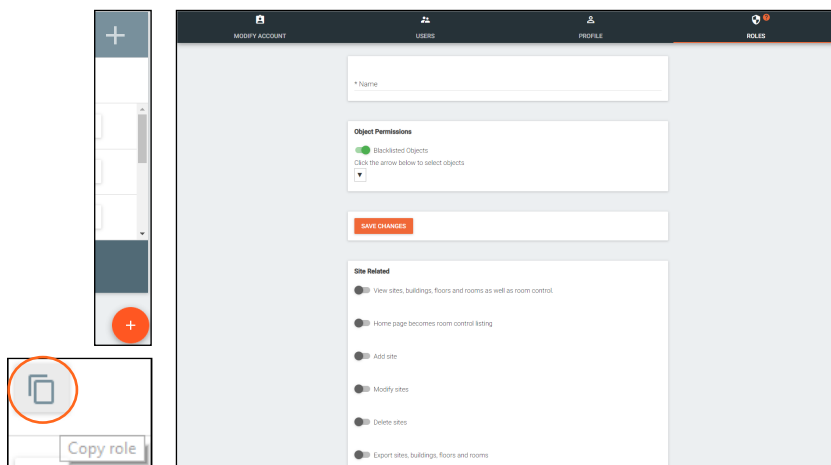 MODIFY ACCOUNT
USERS
PROFILE
?
ROLES
* Name
Object Permissions
Blacklisted Objects
Click the arrow below to select objects
SAVE CHANGES
Site Related
View sites, buildings, floors and rooms as well as room control.
Home page becomes room control listing
Add site
Modify sites
Delete sites
Export sites, buildings, floors and rooms
Copy role